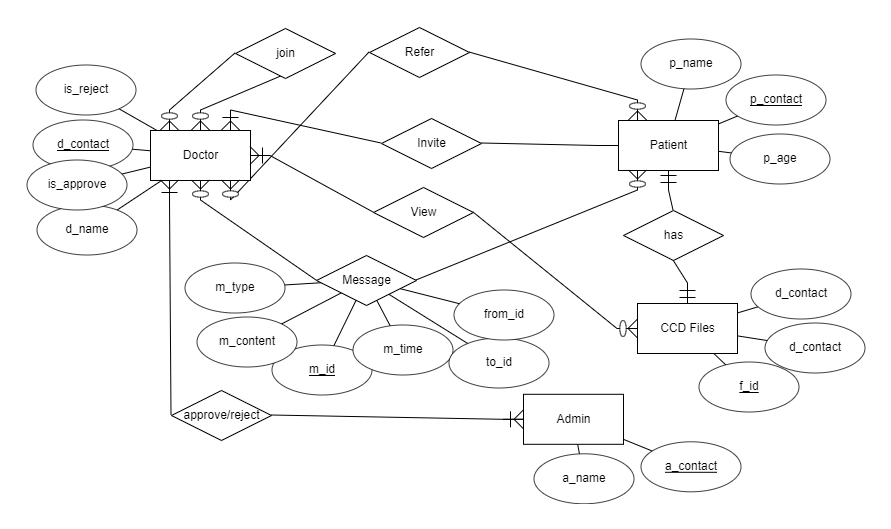 join
Refer
p_name
is_reject
p_contact
d_contact
Doctor
Invite
Patient
p_age
is_approve
View
d_name
has
Message
m_type
d_contact
from_id
CCD Files
m_content
m_time
d_contact
m_id
to_id
f_id
approve/reject
Admin
a_name
a_contact